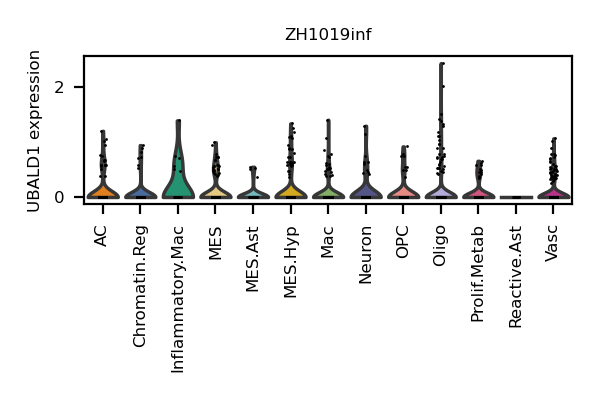 ZH1019inf
UBALD1 expression
2
0
AC
Chromatin.Reg
Inflammatory.Mac
MES
MES.Ast
MES.Hyp
Mac
Neuron
OPC
Oligo
Prolif.Metab
Reactive.Ast
Vasc